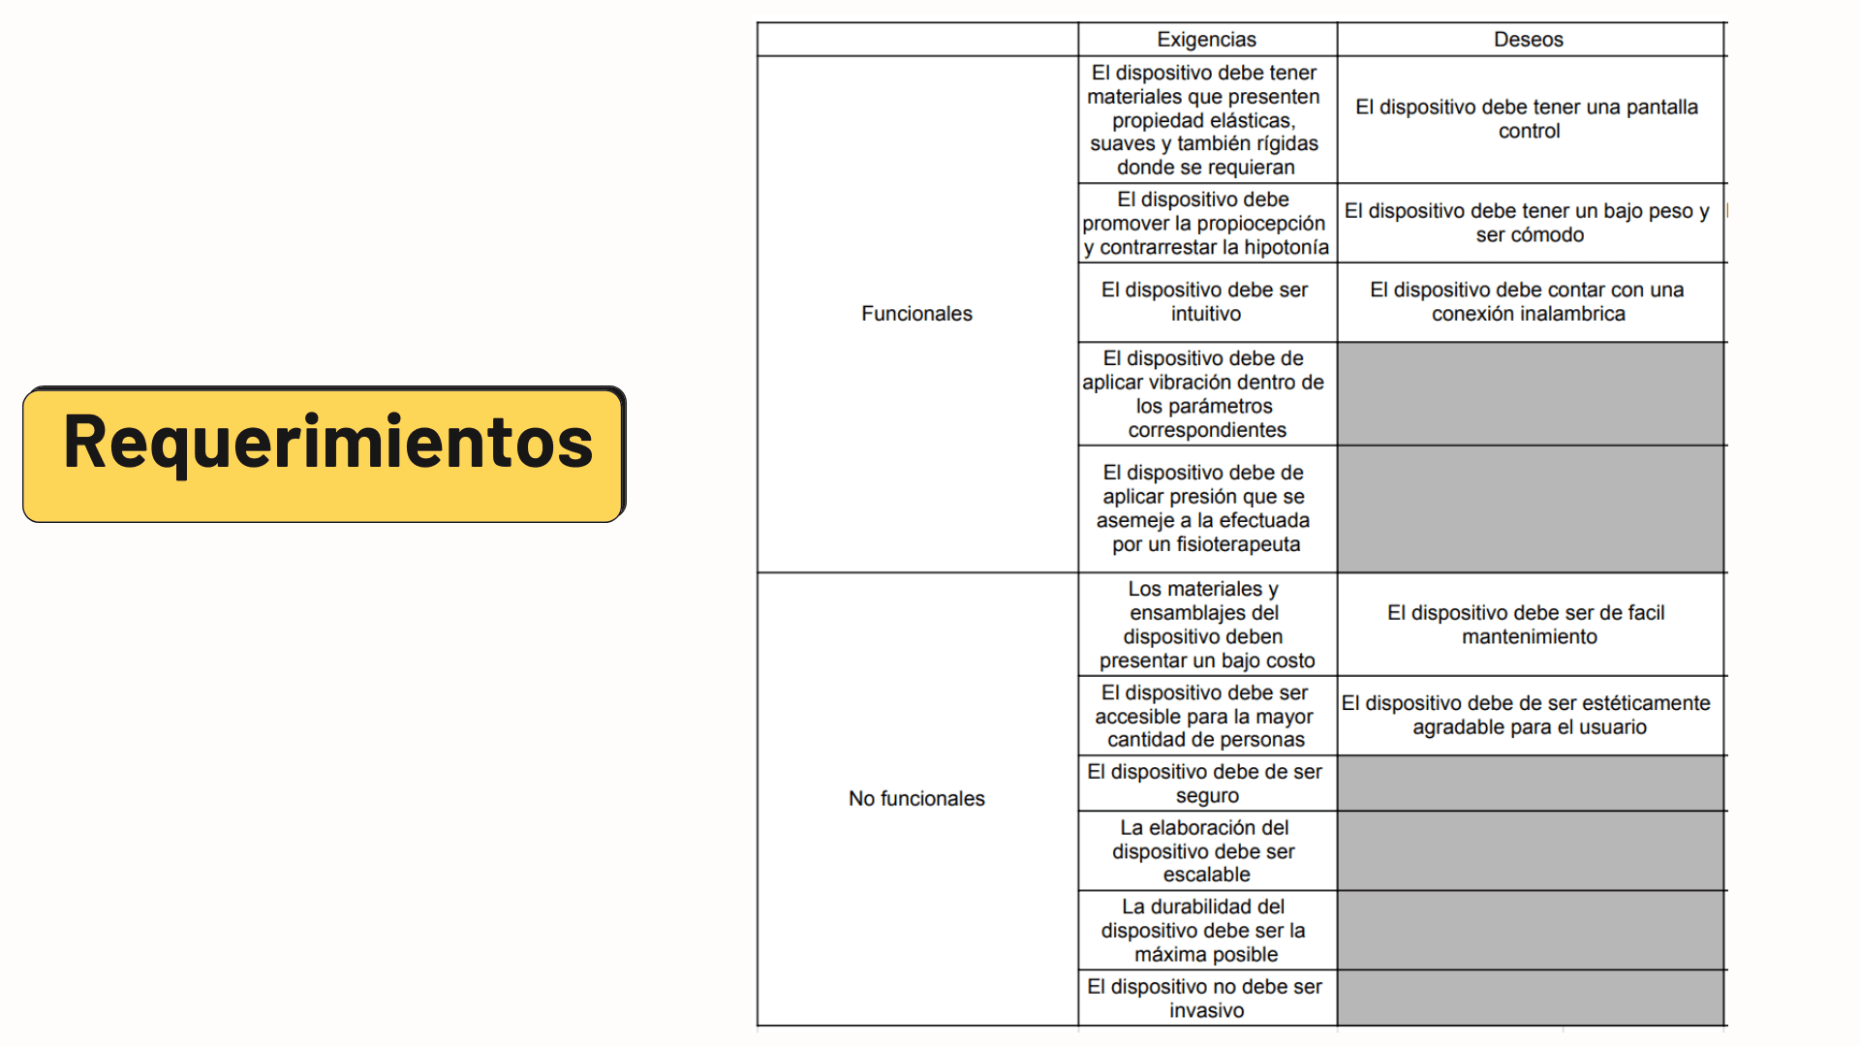 Requerimientos
Exigencias
Deseos
Funcionales
El dispositivo debe tener
materiales que presenten
propiedad elásticas,
suaves y también rígidas
donde se requieran
El dispositivo debe tener una pantalla
control
El dispositivo debe
promover la propiocepción
y contrarrestar la hipotonía
El dispositivo debe tener un bajo peso y
ser cómodo
El dispositivo debe ser
intuitivo
El dispositivo debe contar con una
conexión inalambrica
El dispositivo debe de
aplicar vibración dentro de
los parámetros
correspondientes
El dispositivo debe de
aplicar presión que se
asemeje a la efectuada
por un fisioterapeuta
No funcionales
Los materiales y
ensamblajes del
dispositivo deben
presentar un bajo costo
El dispositivo debe ser de facil
mantenimiento
El dispositivo debe ser
accesible para la mayor
cantidad de personas
El dispositivo debe de ser estéticamente
agradable para el usuario
El dispositivo debe de ser
seguro
La elaboración del
dispositivo debe ser
escalable
La durabilidad del
dispositivo debe ser la
máxima posible
El dispositivo no debe ser
invasivo